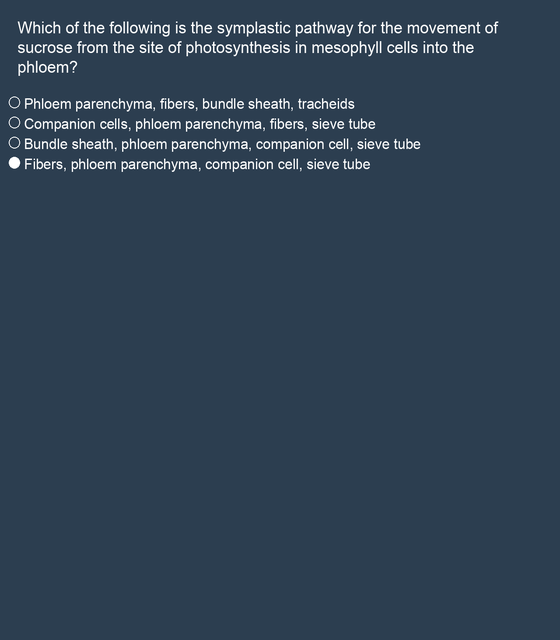 Which of the following is the symplastic pathway for the movement of
sucrose from the site of photosynthesis in mesophyll cells into the
phloem?
Phloem parenchyma, fibers, bundle sheath, tracheids
Companion cells, phloem parenchyma, fibers, sieve tube
Bundle sheath, phloem parenchyma, companion cell, sieve tube
Fibers, phloem parenchyma, companion cell, sieve tube